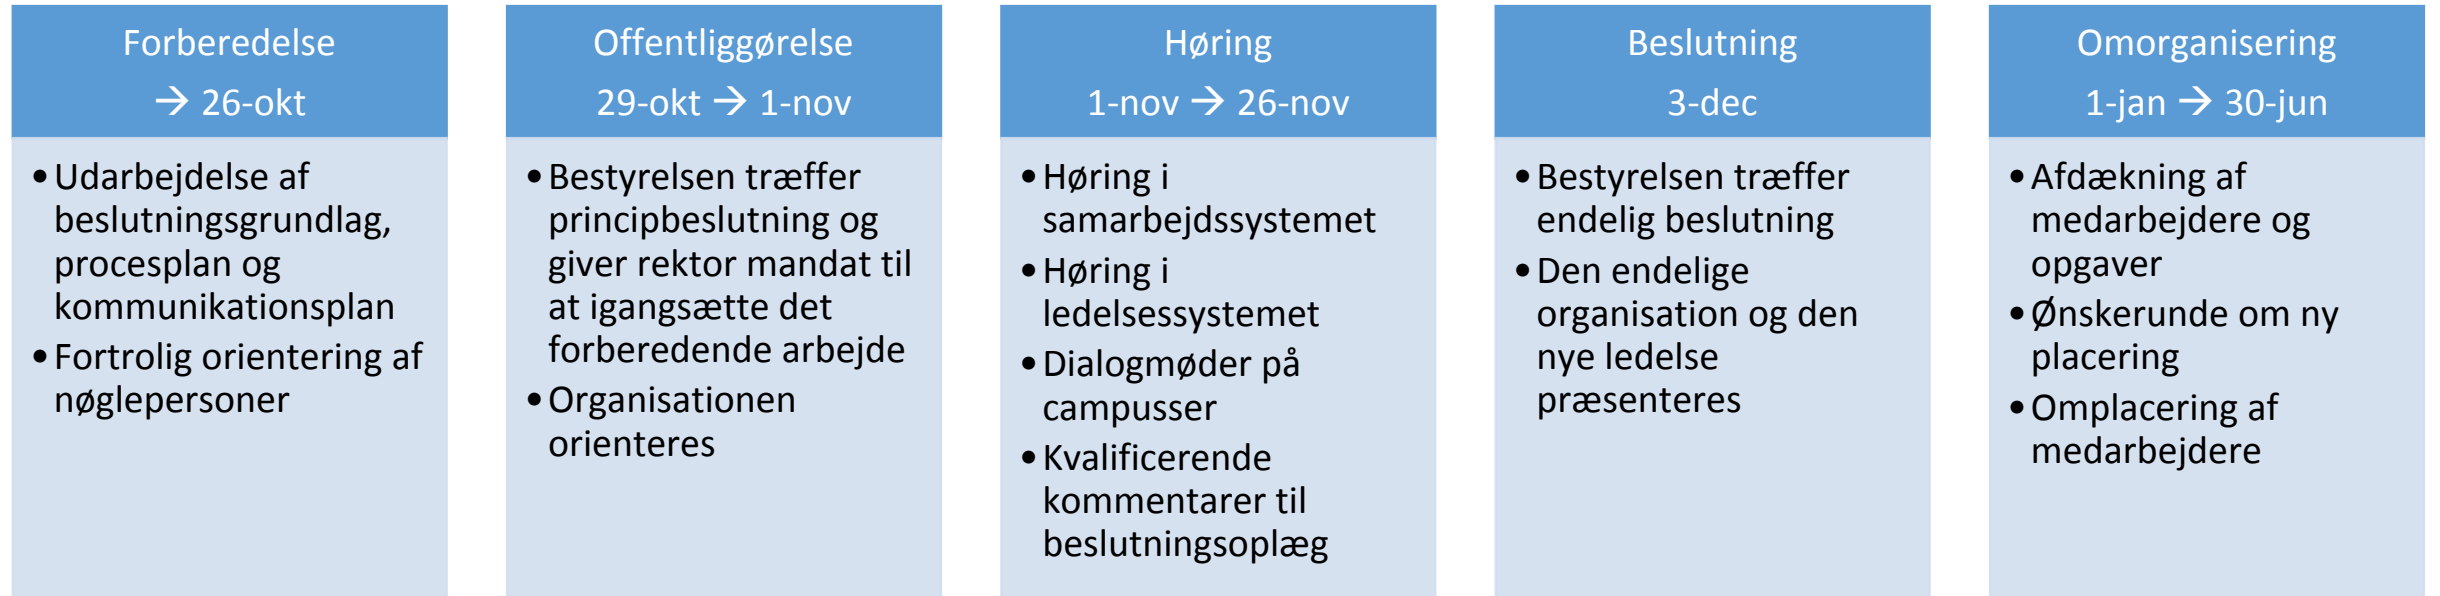 Forberedelse
→ 26-okt
•Udarbejdelse af
beslutningsgrundlag,
procesplan og
kommunikationsplan
•Fortrolig orientering af
nøglepersoner
Offentliggørelse
29-okt → 1-nov
•Bestyrelsen træffer
principbeslutning og
giver rektor mandat til
at igangsætte det
forberedende arbejde
•Organisationen
orienteres
Høring
1-nov → 26-nov
•Høring i
samarbejdssystemet
•Høring i
ledelsessystemet
•Dialogmøder på
campusser
•Kvalificerende
kommentarer til
beslutningsoplæg
Beslutning
3-dec
•Bestyrelsen træffer
endelig beslutning
•Den endelige
organisation og den
nye ledelse
præsenteres
Omorganisering
1-jan → 30-jun
•Afdækning af
medarbejdere og
opgaver
•Ønskerunde om ny
placering
•Omplacering af
medarbejdere